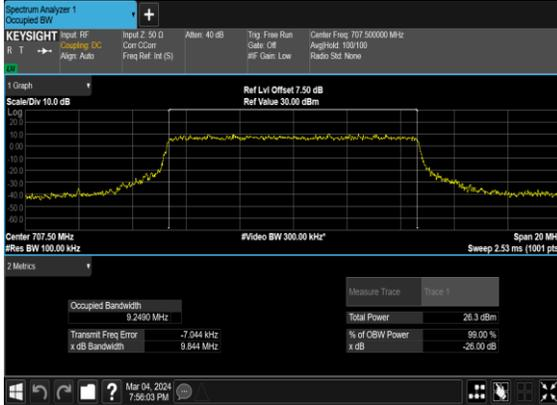 Spectrum Analyzer 1
Occupied BW
+
KEYSIGHT Input: RF Input Z: 50 Ω Atten: 40 dB Trig: Free Run Center Freq: 707.500000 MHz
R T Coupling: DC Corr CCorr Gate: Off Avg|Hold: 100/100
Align: Auto Freq Ref: Int (S) #IF Gain: Low Radio Std: None
1 Graph
Ref Lvl Offset 7.50 dB
Scale/Div 10.0 dB Ref Value 30.00 dBm
Log
20.0
10.0
0.00
-10.0
-20.0
-30.0
-40.0
-50.0
-60.0
Center 707.50 MHz #Video BW 300.00 kHz* Span 20 MH
#Res BW 100.00 kHz Sweep 2.53 ms (1001 pts
2 Metrics
Measure Trace Trace 1
Occupied Bandwidth
9.2490 MHz Total Power 26.3 dBm
Transmit Freq Error -7.044 kHz % of OBW Power 99.00 %
x dB Bandwidth 9.844 MHz x dB -26.00 dB
? Mar 04, 2024
7:56:03 PM